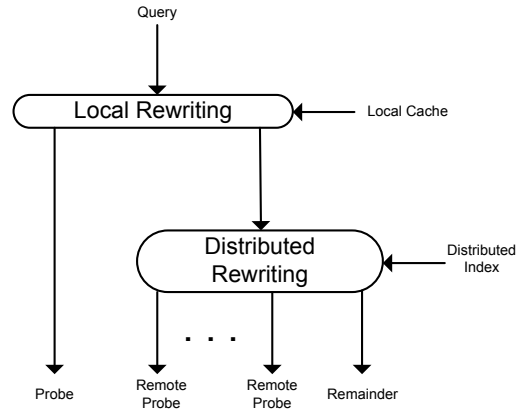 Query
Local Rewriting
Local Cache
Distributed
Rewriting
Distributed
Index
. . .
Probe
Remote
Probe
Remote
Probe
Remainder